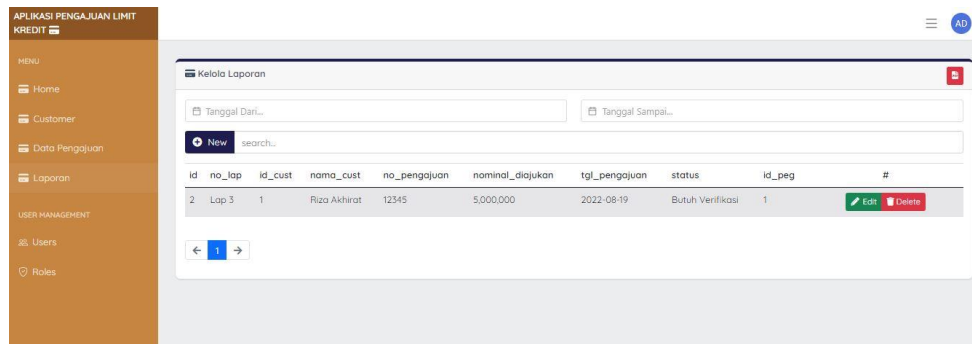 APLIKASI PENGAJUAN LIMIT
KREDIT
AD
MENU
Home
Customer
Data Pengajuan
Laporan
USER MANAGEMENT
Users
Roles
Kelola Laporan
Tanggal Dari... Tanggal Sampai...
New search...
id no_lap id_cust nama_cust no_pengajuan nominal_diajukan tgl_pengajuan status id_peg #
2 Lap 3 1 Riza Akhirat 12345 5,000,000 2022-08-19 Butuh Verifikasi 1 Edit Delete
← 1 →